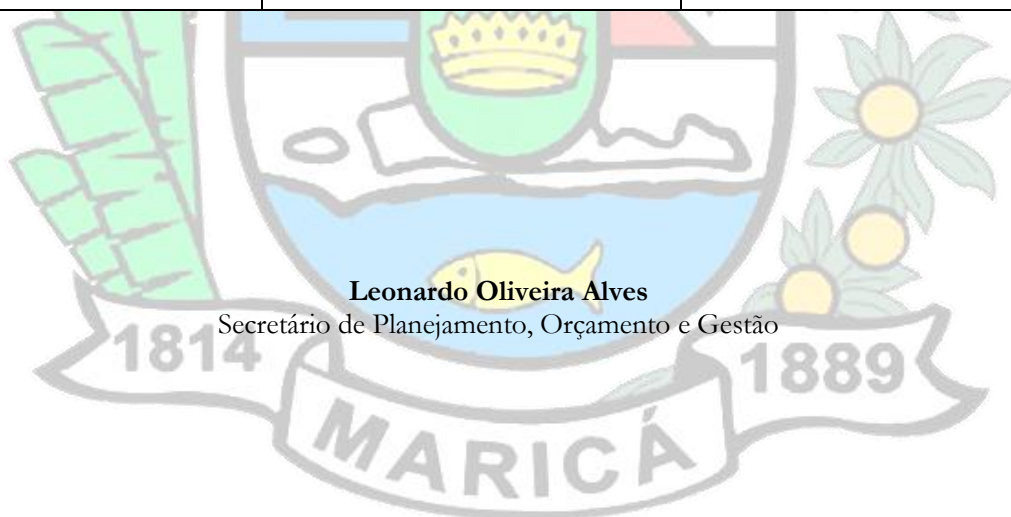 Leonardo Oliveira Alves
Secretário de Planejamento, Orçamento e Gestão
1814
1889
MARICÁ